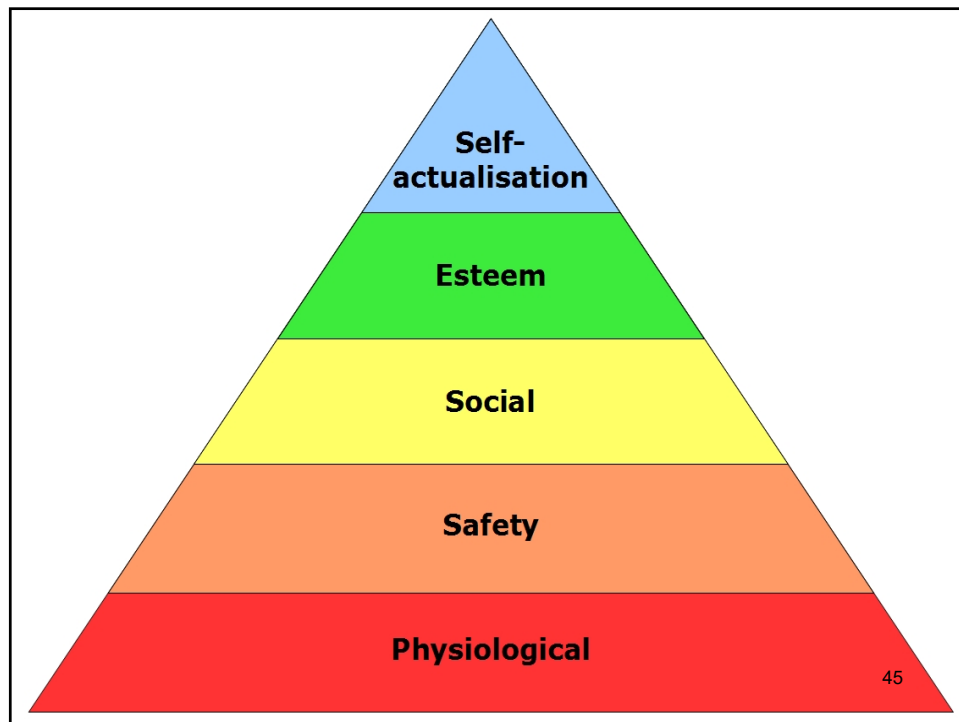 Self-
actualisation
Esteem
Social
Safety
Physiological
45